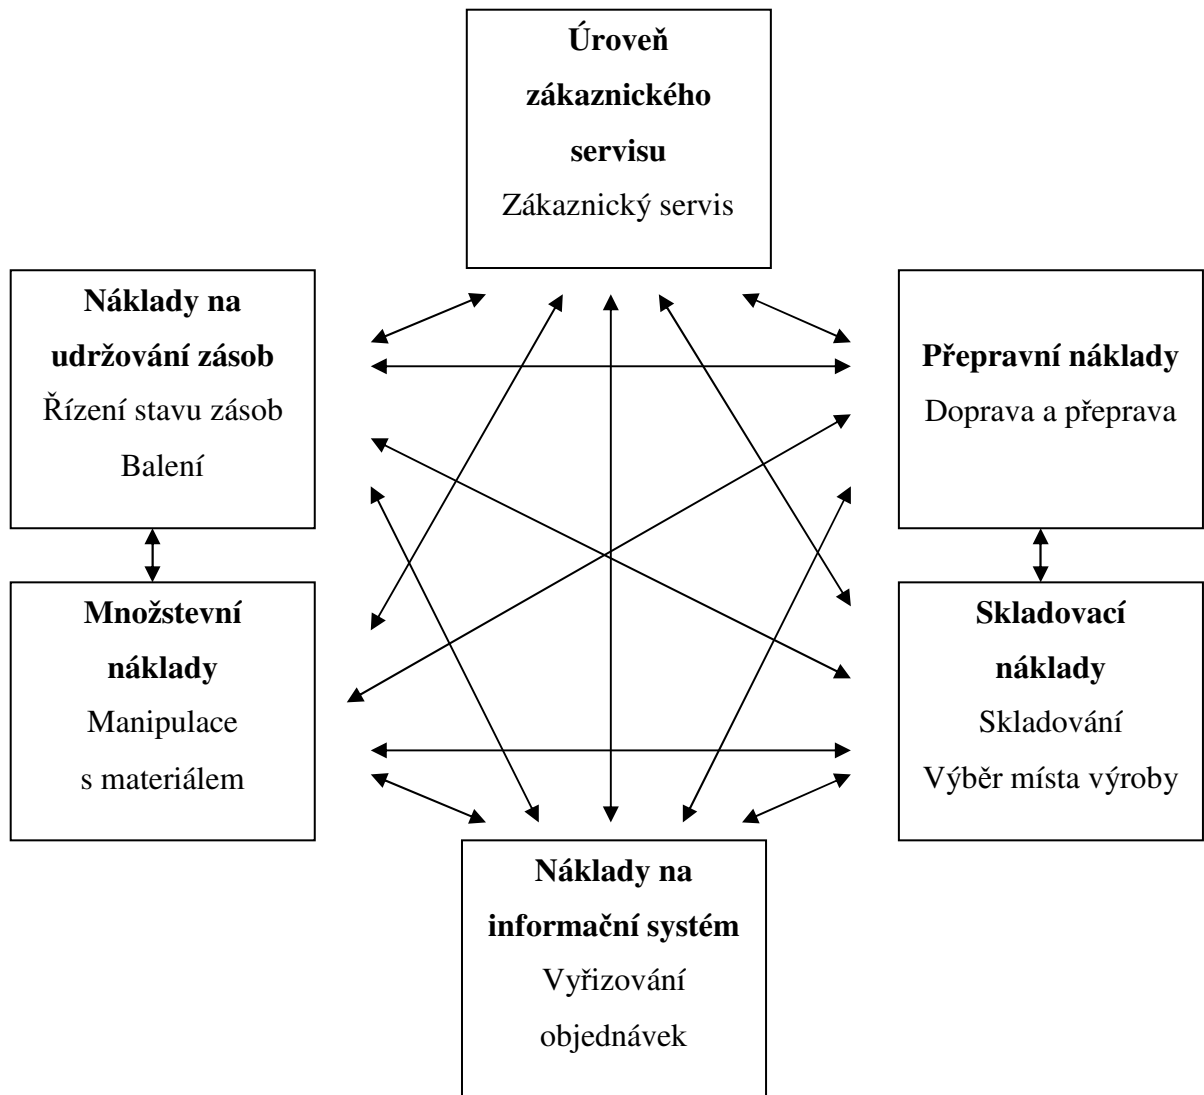 Úroveň
zákaznického
servisu
Zákaznický servis
Náklady na
udržování zásob
Řízení stavu zásob
Balení
Přepravní náklady
Doprava a přeprava
Množstevní
náklady
Manipulace
s materiálem
Skladovací
náklady
Skladování
Výběr místa výroby
Náklady na
informační systém
Vyřizování
objednávek